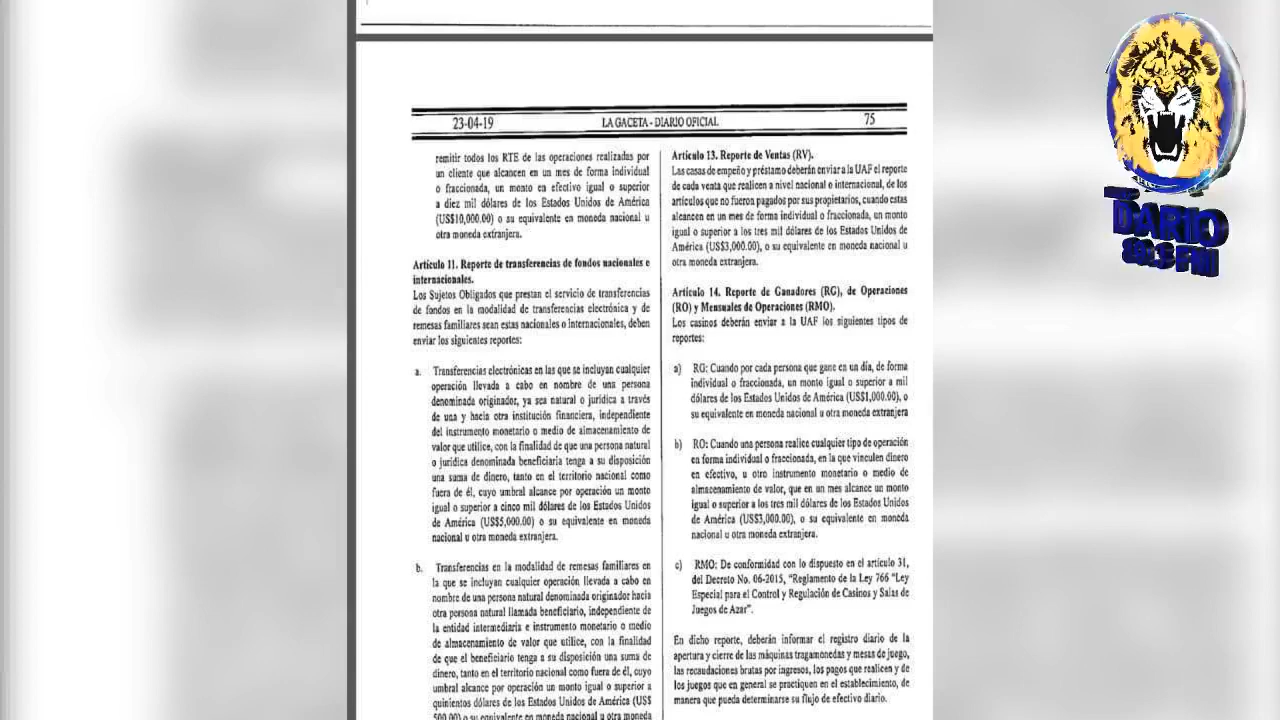 23-04-19 LA GACETA - DIARIO OFICIAL 75
remitir todos los RTE de las operaciones realizadas por
un cliente que alcancen en un mes de forma individual
o fraccionada, un monto en efectivo igual o superior
a diez mil dólares de los Estados Unidos de América
(US$10,000.00) o su equivalente en moneda nacional u
otra moneda extranjera.
Artículo 11. Reporte de transferencias de fondos nacionales e
internacionales.
Los Sujetos Obligados que prestan el servicio de transferencias
de fondos en la modalidad de transferencias electrónica y de
remesas familiares sean estas nacionales o internacionales, deben
enviar los siguientes reportes:
a. Transferencias electrónicas en las que se incluyan cualquier
operación llevada a cabo en nombre de una persona
denominada originador, ya sea natural o jurídica a través
de una y hacia otra institución financiera, independiente
del instrumento monetario o medio de almacenamiento de
valor que utilice, con la finalidad de que una persona natural
o jurídica denominada beneficiaria tenga a su disposición
una suma de dinero, tanto en el territorio nacional como
fuera de él, cuyo umbral alcance por operación un monto
igual o superior a cinco mil dólares de los Estados Unidos
de América (US$5,000.00) o su equivalente en moneda
nacional u otra moneda extranjera.
b. Transferencias en la modalidad de remesas familiares en
la que se incluyan cualquier operación llevada a cabo en
nombre de una persona natural denominado originador hacia
otra persona natural llamada beneficiario, independiente de
la entidad intermediaria e instrumento monetario o medio
de almacenamiento de valor que utilice, con la finalidad
de que el beneficiario tenga a su disposición una suma de
dinero, tanto en el territorio nacional como fuera de él, cuyo
umbral alcance por operación un monto igual o superior a
quinientos dólares de los Estados Unidos de América (US$
500.00) o su equivalente en moneda nacional u otra moneda
Artículo 13. Reporte de Ventas (RV).
Las casas de empeño y préstamo deberán enviar a la UAF el reporte
de cada venta que realicen a nivel nacional o internacional, de los
artículos que no fueron pagados por sus propietarios, cuando estas
alcancen en un mes de forma individual o fraccionada, un monto
igual o superior a los tres mil dólares de los Estados Unidos de
América (US$3,000.00), o su equivalente en moneda nacional u
otra moneda extranjera.
Artículo 14. Reporte de Ganadores (RG), de Operaciones
(RO) y Mensuales de Operaciones (RMO).
Los casinos deberán enviar a la UAF los siguientes tipos de
reportes:
a) RG: Cuando por cada persona que gane en un día, de forma
individual o fraccionada, un monto igual o superior a mil
dólares de los Estados Unidos de América (US$1,000.00), o
su equivalente en moneda nacional u otra moneda extranjera
b) RO: Cuando una persona realice cualquier tipo de operación
en forma individual o fraccionada, en la que vinculen dinero
en efectivo, u otro instrumento monetario o medio de
almacenamiento de valor, que en un mes alcance un monto
igual o superior a los tres mil dólares de los Estados Unidos
de América (US$3,000.00), o su equivalente en moneda
nacional u otra moneda extranjera.
c) RMO: De conformidad con lo dispuesto en el artículo 31,
del Decreto No. 06-2015, “Reglamento de la Ley 766 “Ley
Especial para el Control y Regulación de Casinos y Salas de
Juegos de Azar”.
En dicho reporte, deberán informar el registro diario de la
apertura y cierre de las máquinas tragamonedas y mesas de juego,
las recaudaciones brutas por ingresos, los pagos que realicen y de
los juegos que en general se practiquen en el establecimiento, de
manera que pueda determinarse su flujo de efectivo diario.
DARIO
89.3 FM